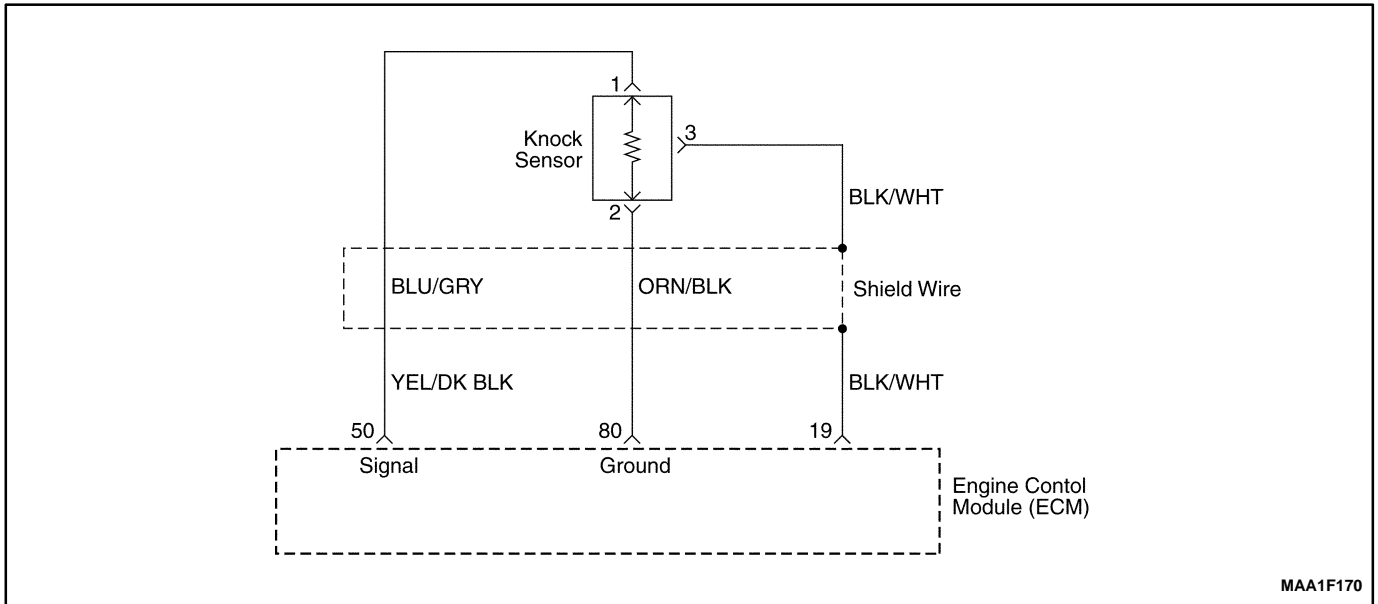 1
Knock
Sensor
3
2
BLK/WHT
BLU/GRY
ORN/BLK
Shield Wire
YEL/DK BLK
BLK/WHT
50
80
19
Signal
Ground
Engine Contol
Module (ECM)
MAA1F170